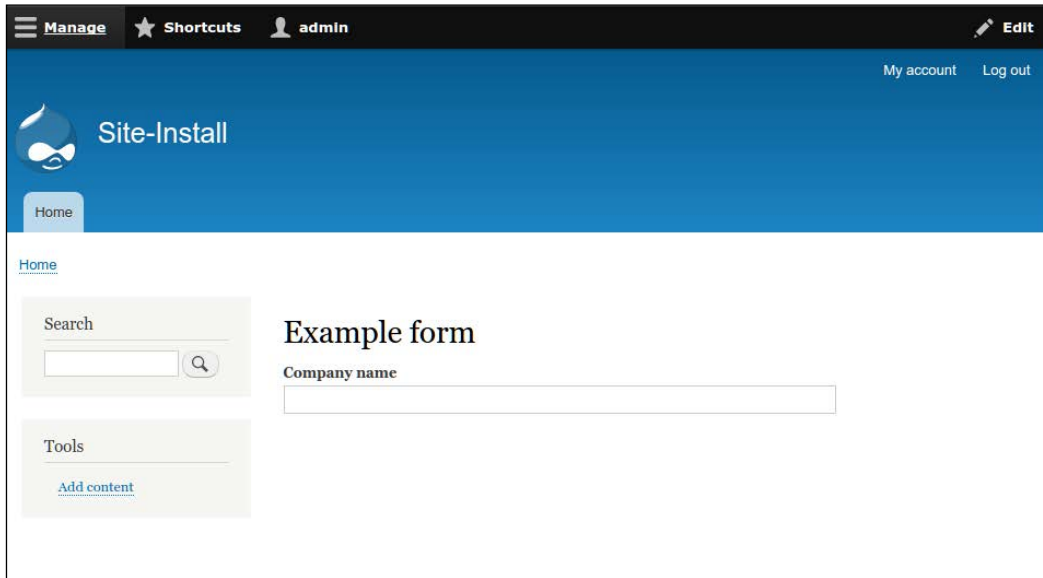 Manage Shortcuts admin Edit
My account Log out
Site-Install
Home
Home
Search
Example form
Company name
Tools
Add content